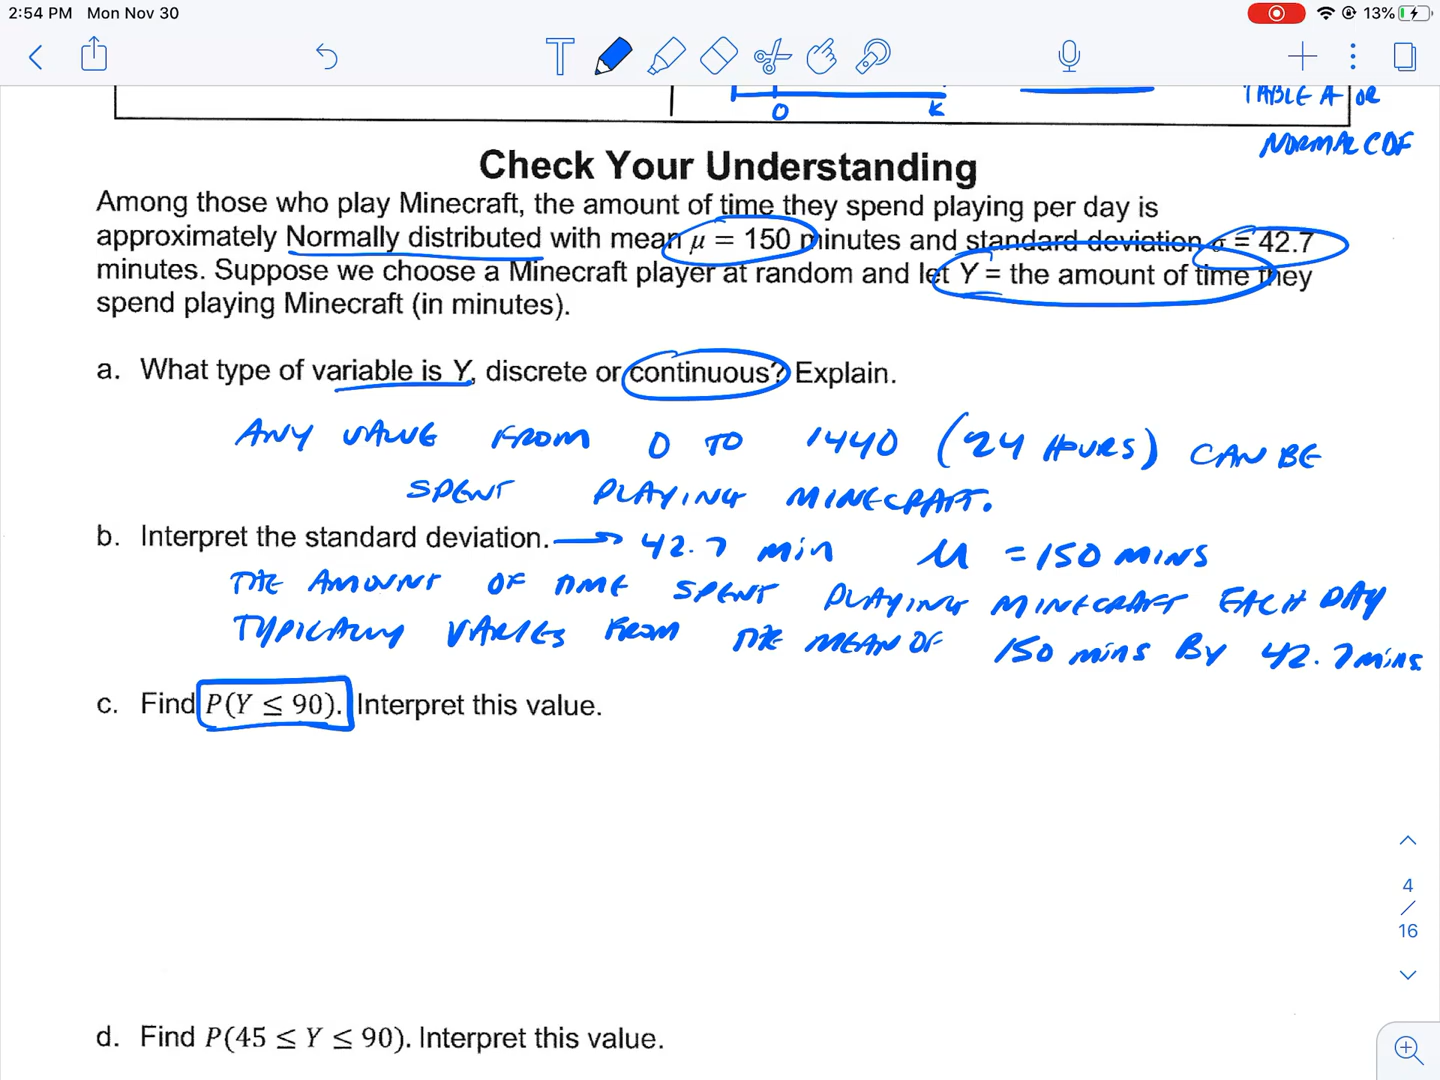 2:54 PM Mon Nov 30
13%
T
TABLE A OR
0 K
NORMALCDF
Check Your Understanding
Among those who play Minecraft, the amount of time they spend playing per day is
approximately Normally distributed with mean μ = 150 minutes and standard deviation σ = 42.7
minutes. Suppose we choose a Minecraft player at random and let Y = the amount of time they
spend playing Minecraft (in minutes).
a. What type of variable is Y, discrete or continuous? Explain.
ANY VALUE FROM 0 TO 1440 (24 HOURS) CAN BE
SPENT PLAYING MINECRAFT.
b. Interpret the standard deviation. → 42.7 min μ = 150 MINS
THE AMOUNT OF TIME SPENT PLAYING MINECRAFT EACH DAY
TYPICALLY VARIES FROM THE MEAN OF 150 mins By 42.7 mins.
c. Find P(Y ≤ 90). Interpret this value.
4
/
16
d. Find P(45 ≤ Y ≤ 90). Interpret this value.